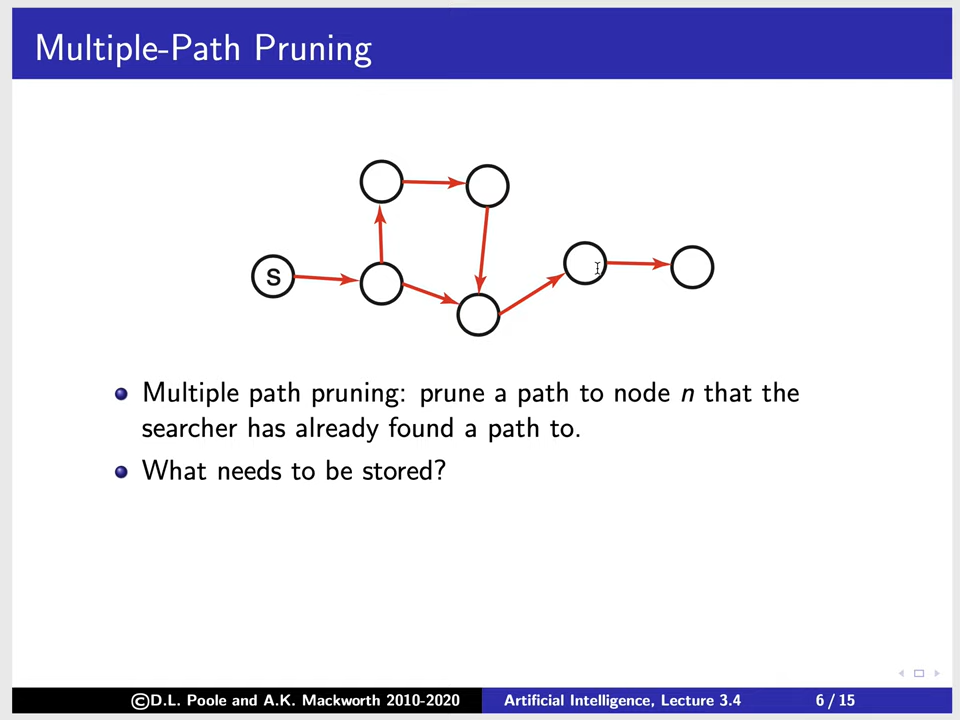 Multiple-Path Pruning
S
Multiple path pruning: prune a path to node n that the
searcher has already found a path to.
What needs to be stored?
©D.L. Poole and A.K. Mackworth 2010-2020 Artificial Intelligence, Lecture 3.4 6 / 15